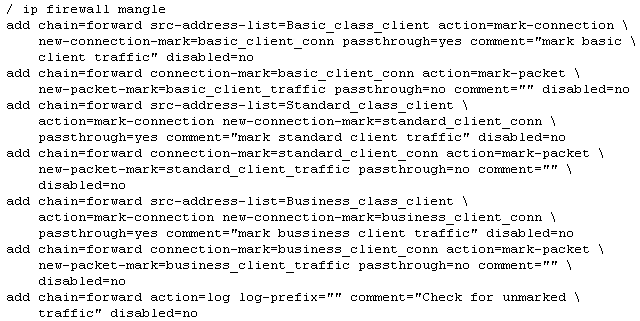 / ip firewall mangle
add chain=forward src-address-list=Basic_class_client action=mark-connection \
new-connection-mark=basic_client_conn passthrough=yes comment="mark basic \
client traffic" disabled=no
add chain=forward connection-mark=basic_client_conn action=mark-packet \
new-packet-mark=basic_client_traffic passthrough=no comment="" disabled=no
add chain=forward src-address-list=Standard_class_client \
action=mark-connection new-connection-mark=standard_client_conn \
passthrough=yes comment="mark standard client traffic" disabled=no
add chain=forward connection-mark=standard_client_conn action=mark-packet \
new-packet-mark=standard_client_traffic passthrough=no comment="" \
disabled=no
add chain=forward src-address-list=Business_class_client \
action=mark-connection new-connection-mark=business_client_conn \
passthrough=yes comment="mark bussiness client traffic" disabled=no
add chain=forward connection-mark=business_client_conn action=mark-packet \
new-packet-mark=business_client_traffic passthrough=no comment="" \
disabled=no
add chain=forward action=log log-prefix="" comment="Check for unmarked \
traffic" disabled=no